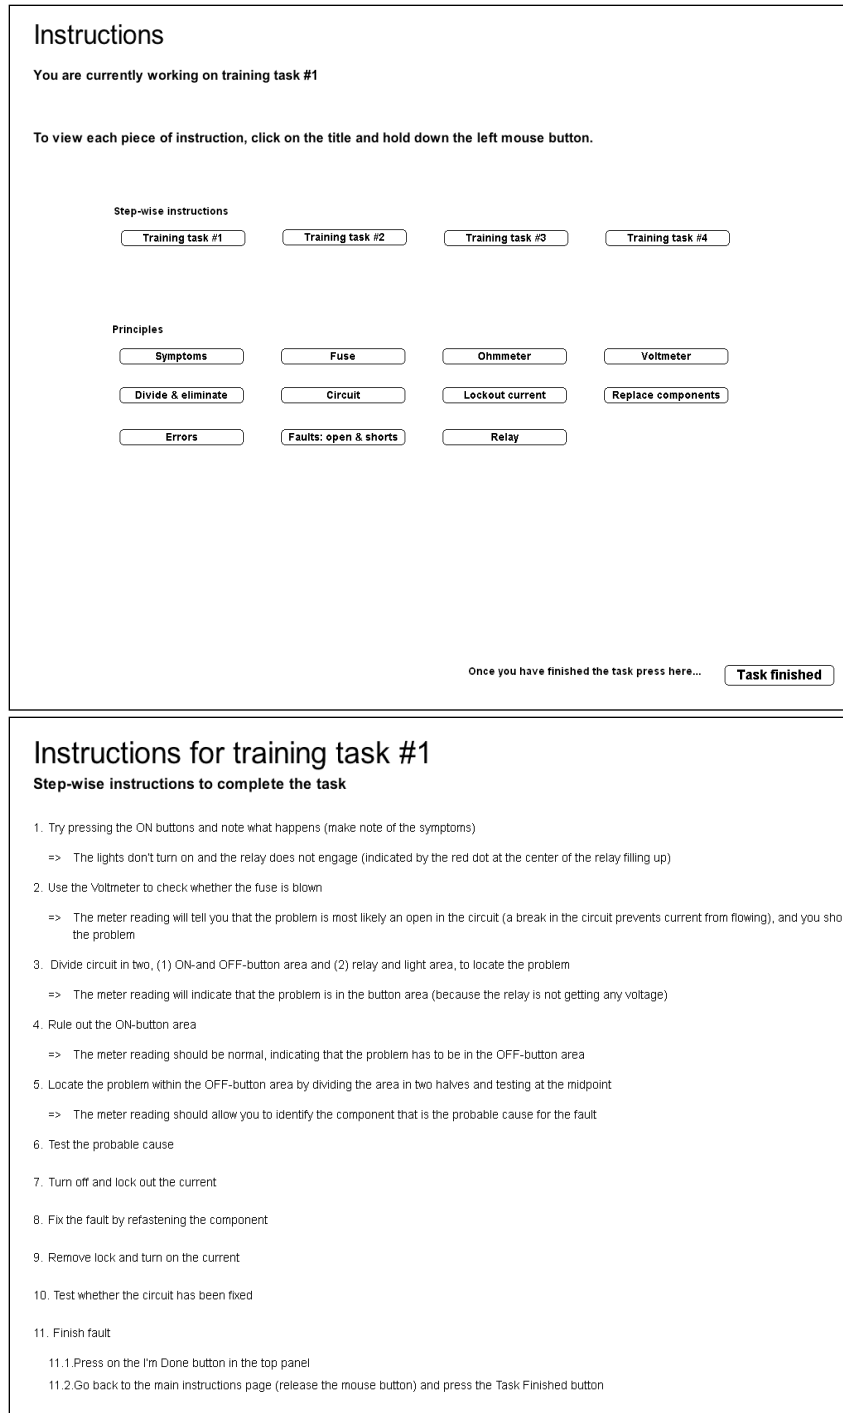 Instructions
You are currently working on training task #1
To view each piece of instruction, click on the title and hold down the left mouse button.
Step-wise instructions
Training task #1 Training task #2 Training task #3 Training task #4
Principles
Symptoms Fuse Ohmmeter Voltmeter
Divide & eliminate Circuit Lockout current Replace components
Errors Faults: open & shorts Relay
Once you have finished the task press here... Task finished
Instructions for training task #1
Step-wise instructions to complete the task
1. Try pressing the ON buttons and note what happens (make note of the symptoms)
=> The lights don't turn on and the relay does not engage (indicated by the red dot at the center of the relay filling up)
2. Use the Voltmeter to check whether the fuse is blown
=> The meter reading will tell you that the problem is most likely an open in the circuit (a break in the circuit prevents current from flowing), and you sho
the problem
3. Divide circuit in two, (1) ON-and OFF-button area and (2) relay and light area, to locate the problem
=> The meter reading will indicate that the problem is in the button area (because the relay is not getting any voltage)
4. Rule out the ON-button area
=> The meter reading should be normal, indicating that the problem has to be in the OFF-button area
5. Locate the problem within the OFF-button area by dividing the area in two halves and testing at the midpoint
=> The meter reading should allow you to identify the component that is the probable cause for the fault
6. Test the probable cause
7. Turn off and lock out the current
8. Fix the fault by refastening the component
9. Remove lock and turn on the current
10. Test whether the circuit has been fixed
11. Finish fault
11.1.Press on the I'm Done button in the top panel
11.2.Go back to the main instructions page (release the mouse button) and press the Task Finished button